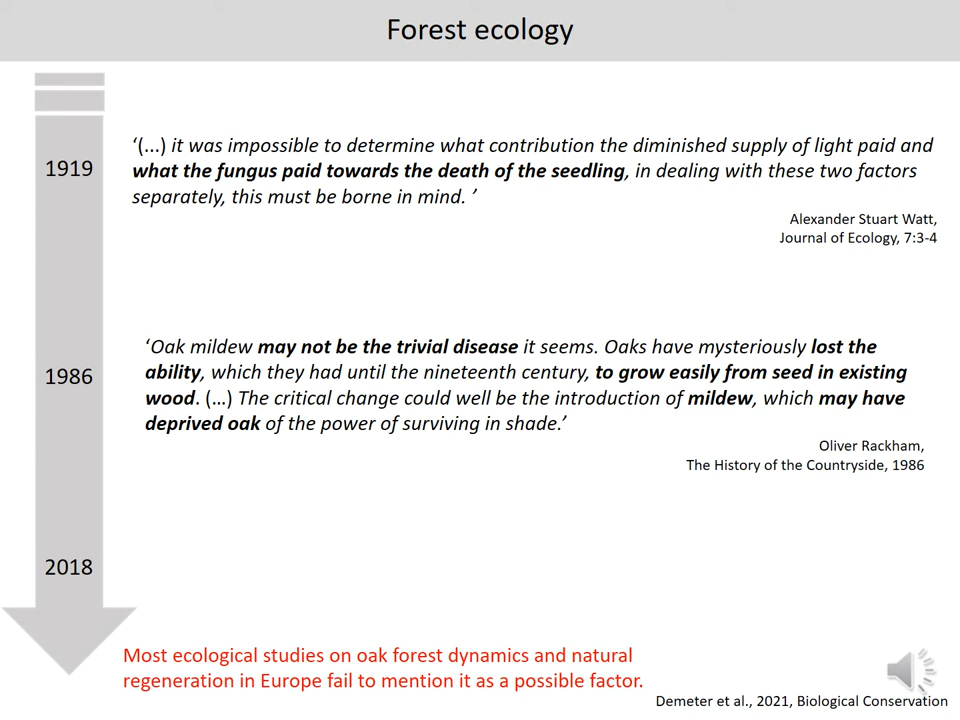 Forest ecology
1919
‘(...) it was impossible to determine what contribution the diminished supply of light paid and
what the fungus paid towards the death of the seedling, in dealing with these two factors
separately, this must be borne in mind. ’
Alexander Stuart Watt,
Journal of Ecology, 7:3-4
1986
‘Oak mildew may not be the trivial disease it seems. Oaks have mysteriously lost the
ability, which they had until the nineteenth century, to grow easily from seed in existing
wood. (…) The critical change could well be the introduction of mildew, which may have
deprived oak of the power of surviving in shade.’
Oliver Rackham,
The History of the Countryside, 1986
2018
Most ecological studies on oak forest dynamics and natural
regeneration in Europe fail to mention it as a possible factor.
Demeter et al., 2021, Biological Conservation